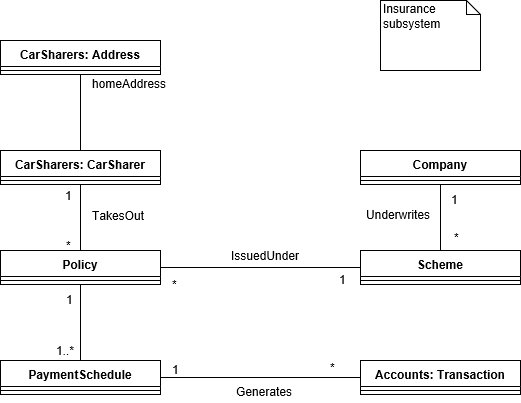 Insurance
subsystem
CarSharers: Address
homeAddress
CarSharers: CarSharer
Company
1
1
TakesOut
Underwrites
*
*
Policy
IssuedUnder
Scheme
*
1
1
1..*
PaymentSchedule
1
*
Accounts: Transaction
Generates